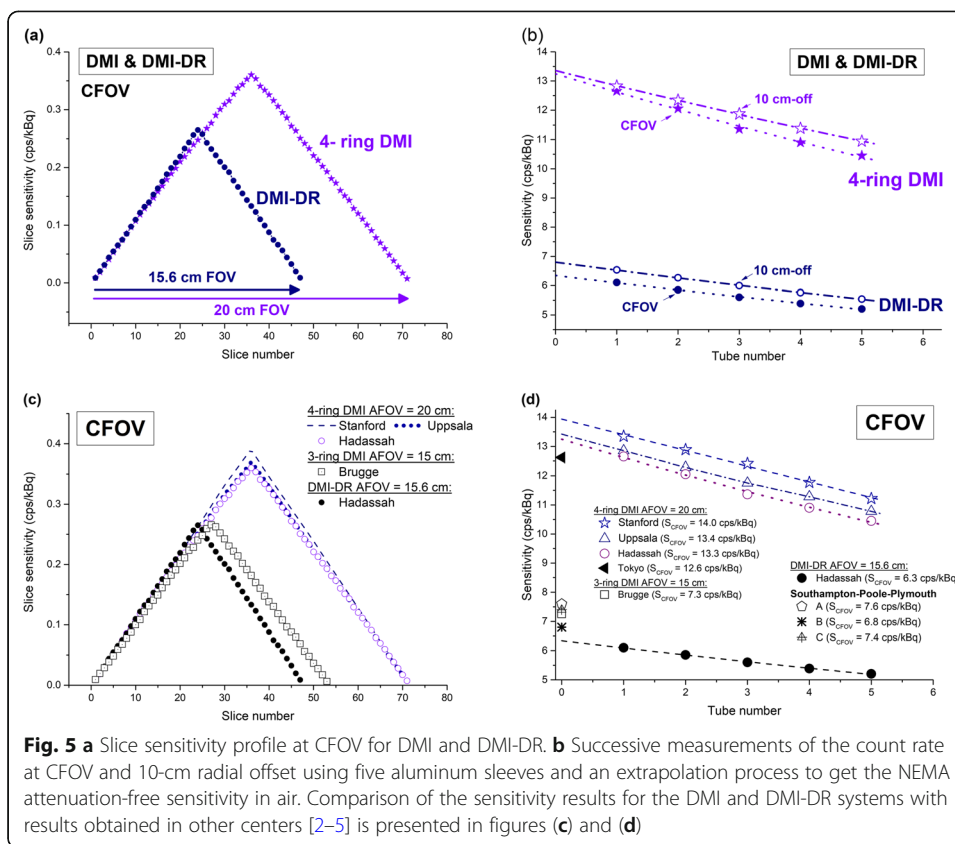 (a)
DMI & DMI-DR
CFOV
4- ring DMI
DMI-DR
15.6 cm FOV
20 cm FOV
Slice sensitivity (cps/kBq)
0.4
0.3
0.2
0.1
0.0
0 10 20 30 40 50 60 70 80
Slice number
(b)
DMI & DMI-DR
10 cm-off
CFOV
4-ring DMI
10 cm-off
CFOV
DMI-DR
Sensitivity (cps/kBq)
14
13
12
11
10
9
8
7
6
5
0 1 2 3 4 5 6
Tube number
(c)
CFOV
4-ring DMI AFOV = 20 cm:
Stanford Uppsala
Hadassah
3-ring DMI AFOV = 15 cm:
Brugge
DMI-DR AFOV = 15.6 cm:
Hadassah
Slice sensitivity (cps/kBq)
0.5
0.4
0.3
0.2
0.1
0.0
0 10 20 30 40 50 60 70 80
Slice number
(d)
CFOV
4-ring DMI AFOV = 20 cm:
Stanford (SCFOV = 14.0 cps/kBq)
Uppsala (SCFOV = 13.4 cps/kBq)
Hadassah (SCFOV = 13.3 cps/kBq)
Tokyo (SCFOV = 12.6 cps/kBq)
3-ring DMI AFOV = 15 cm:
Brugge (SCFOV = 7.3 cps/kBq)
DMI-DR AFOV = 15.6 cm:
Hadassah (SCFOV = 6.3 cps/kBq)
Southampton-Poole-Plymouth
A (SCFOV = 7.6 cps/kBq)
B (SCFOV = 6.8 cps/kBq)
C (SCFOV = 7.4 cps/kBq)
Sensitivity (cps/kBq)
14
13
12
11
10
9
8
7
6
5
0 1 2 3 4 5 6
Tube number
Fig. 5 a Slice sensitivity profile at CFOV for DMI and DMI-DR. b Successive measurements of the count rate
at CFOV and 10-cm radial offset using five aluminum sleeves and an extrapolation process to get the NEMA
attenuation-free sensitivity in air. Comparison of the sensitivity results for the DMI and DMI-DR systems with
results obtained in other centers [2–5] is presented in figures (c) and (d)